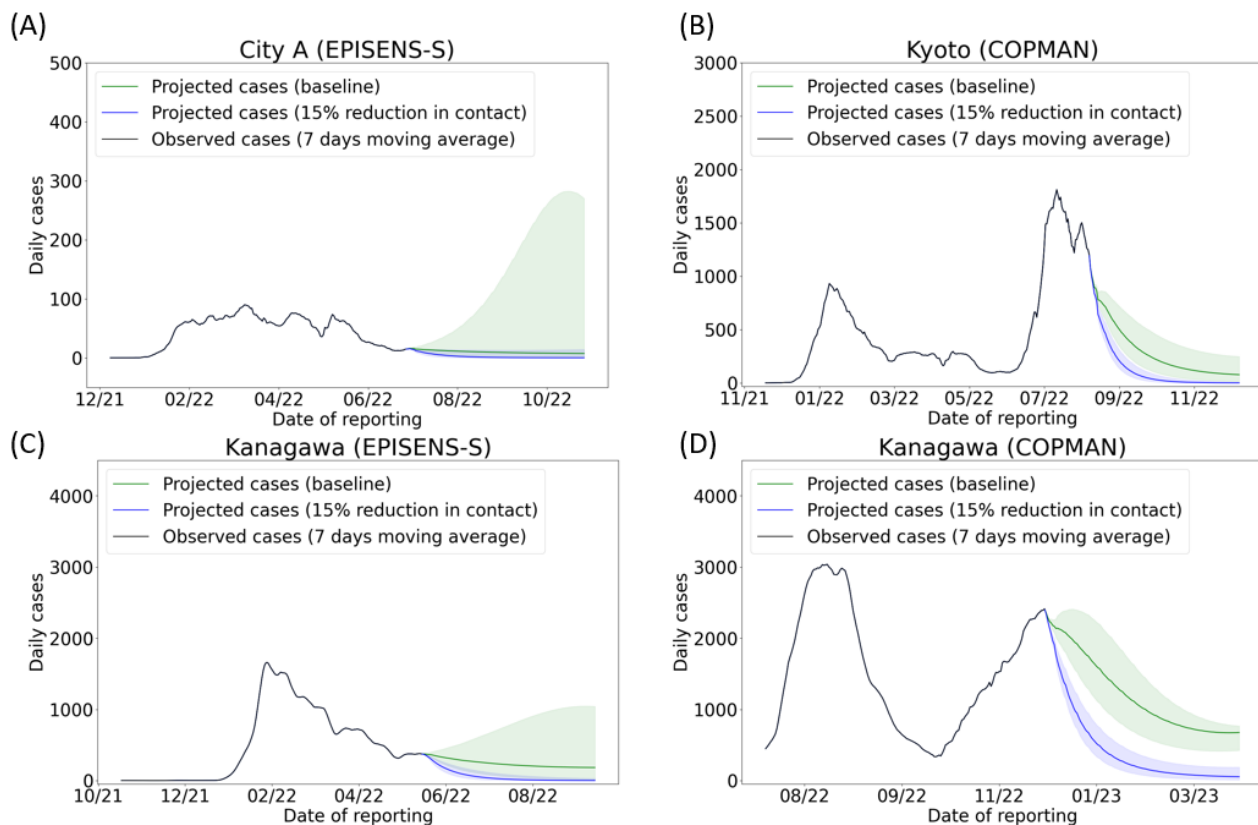 (A)
City A (EPISENS-S)
500
400
300
200
100
0
Daily cases
Projected cases (baseline)
Projected cases (15% reduction in contact)
Observed cases (7 days moving average)
12/21 02/22 04/22 06/22 08/22 10/22
Date of reporting
(B)
Kyoto (COPMAN)
3000
2500
2000
1500
1000
500
0
Daily cases
Projected cases (baseline)
Projected cases (15% reduction in contact)
Observed cases (7 days moving average)
11/21 01/22 03/22 05/22 07/22 09/22 11/22
Date of reporting
(C)
Kanagawa (EPISENS-S)
4000
3000
2000
1000
0
Daily cases
Projected cases (baseline)
Projected cases (15% reduction in contact)
Observed cases (7 days moving average)
10/21 12/21 02/22 04/22 06/22 08/22
Date of reporting
(D)
Kanagawa (COPMAN)
4000
3000
2000
1000
0
Daily cases
Projected cases (baseline)
Projected cases (15% reduction in contact)
Observed cases (7 days moving average)
08/22 09/22 11/22 01/23 03/23
Date of reporting